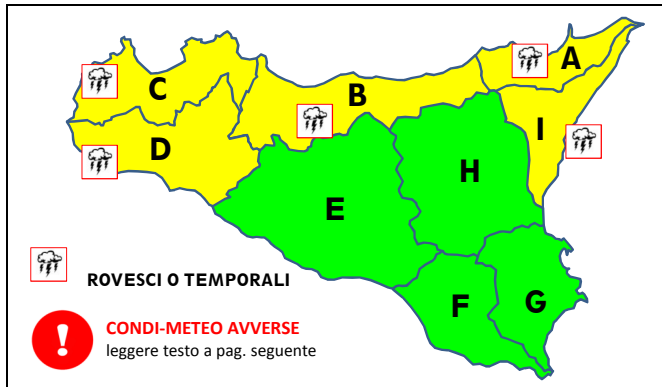 A
C
B
I
D
H
E
F
G
ROVESCI O TEMPORALI
CONDI-METEO AVVERSE
leggere testo a pag. seguente